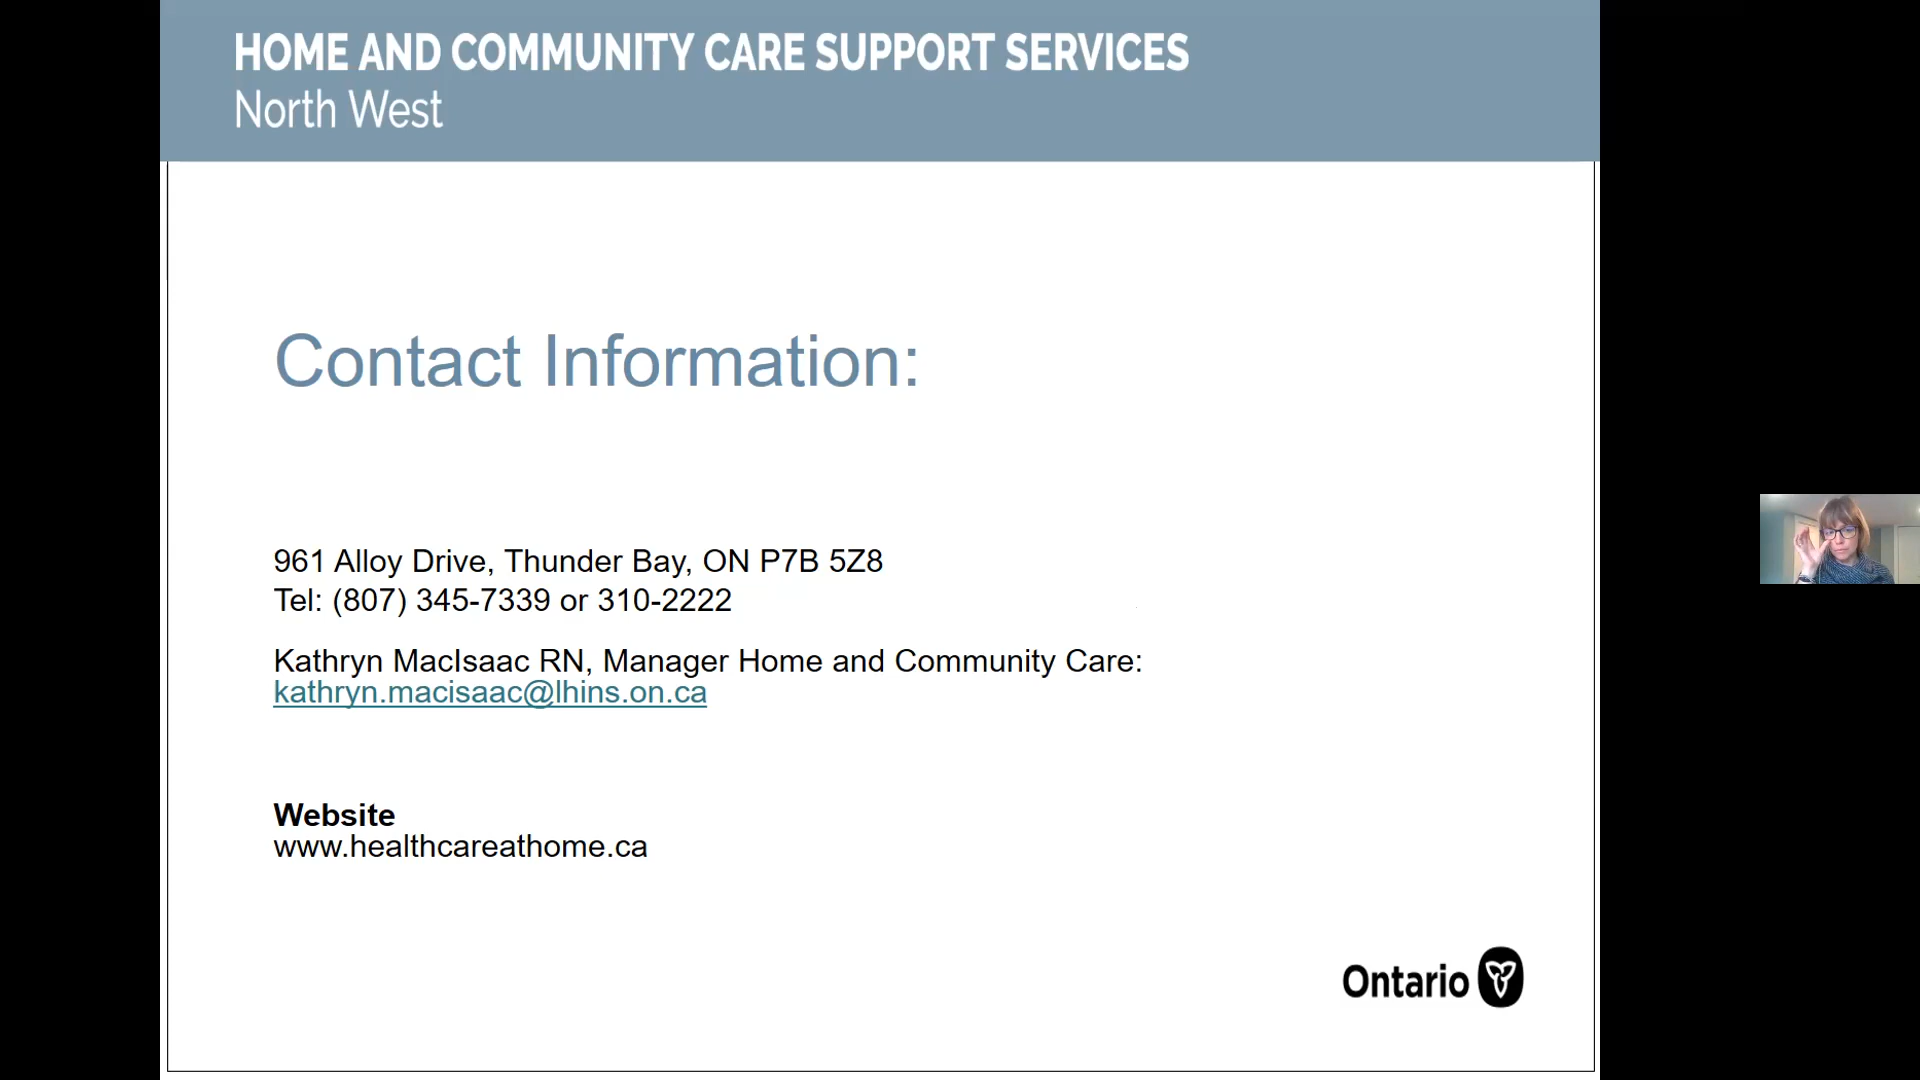 HOME AND COMMUNITY CARE SUPPORT SERVICES
North West
Contact Information:
961 Alloy Drive, Thunder Bay, ON P7B 5Z8
Tel: (807) 345-7339 or 310-2222
Kathryn MacIsaac RN, Manager Home and Community Care:
kathryn.macisaac@lhins.on.ca
Website
www.healthcareathome.ca
Ontario